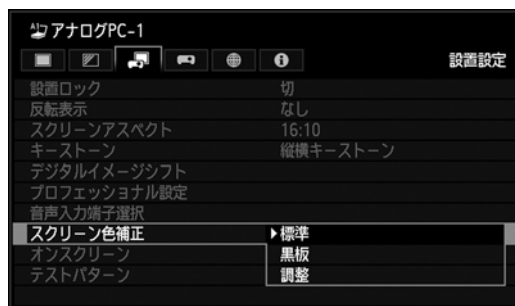 アナログPC-1
設置設定
設置ロック 切
反転表示 なし
スクリーンアスペクト 16:10
キーストーン 縦横キーストーン
デジタルイメージシフト
プロフェッショナル設定
音声入力端子選択
スクリーン色補正 ▶標準
オンスクリーン 黒板
テストパターン 調整